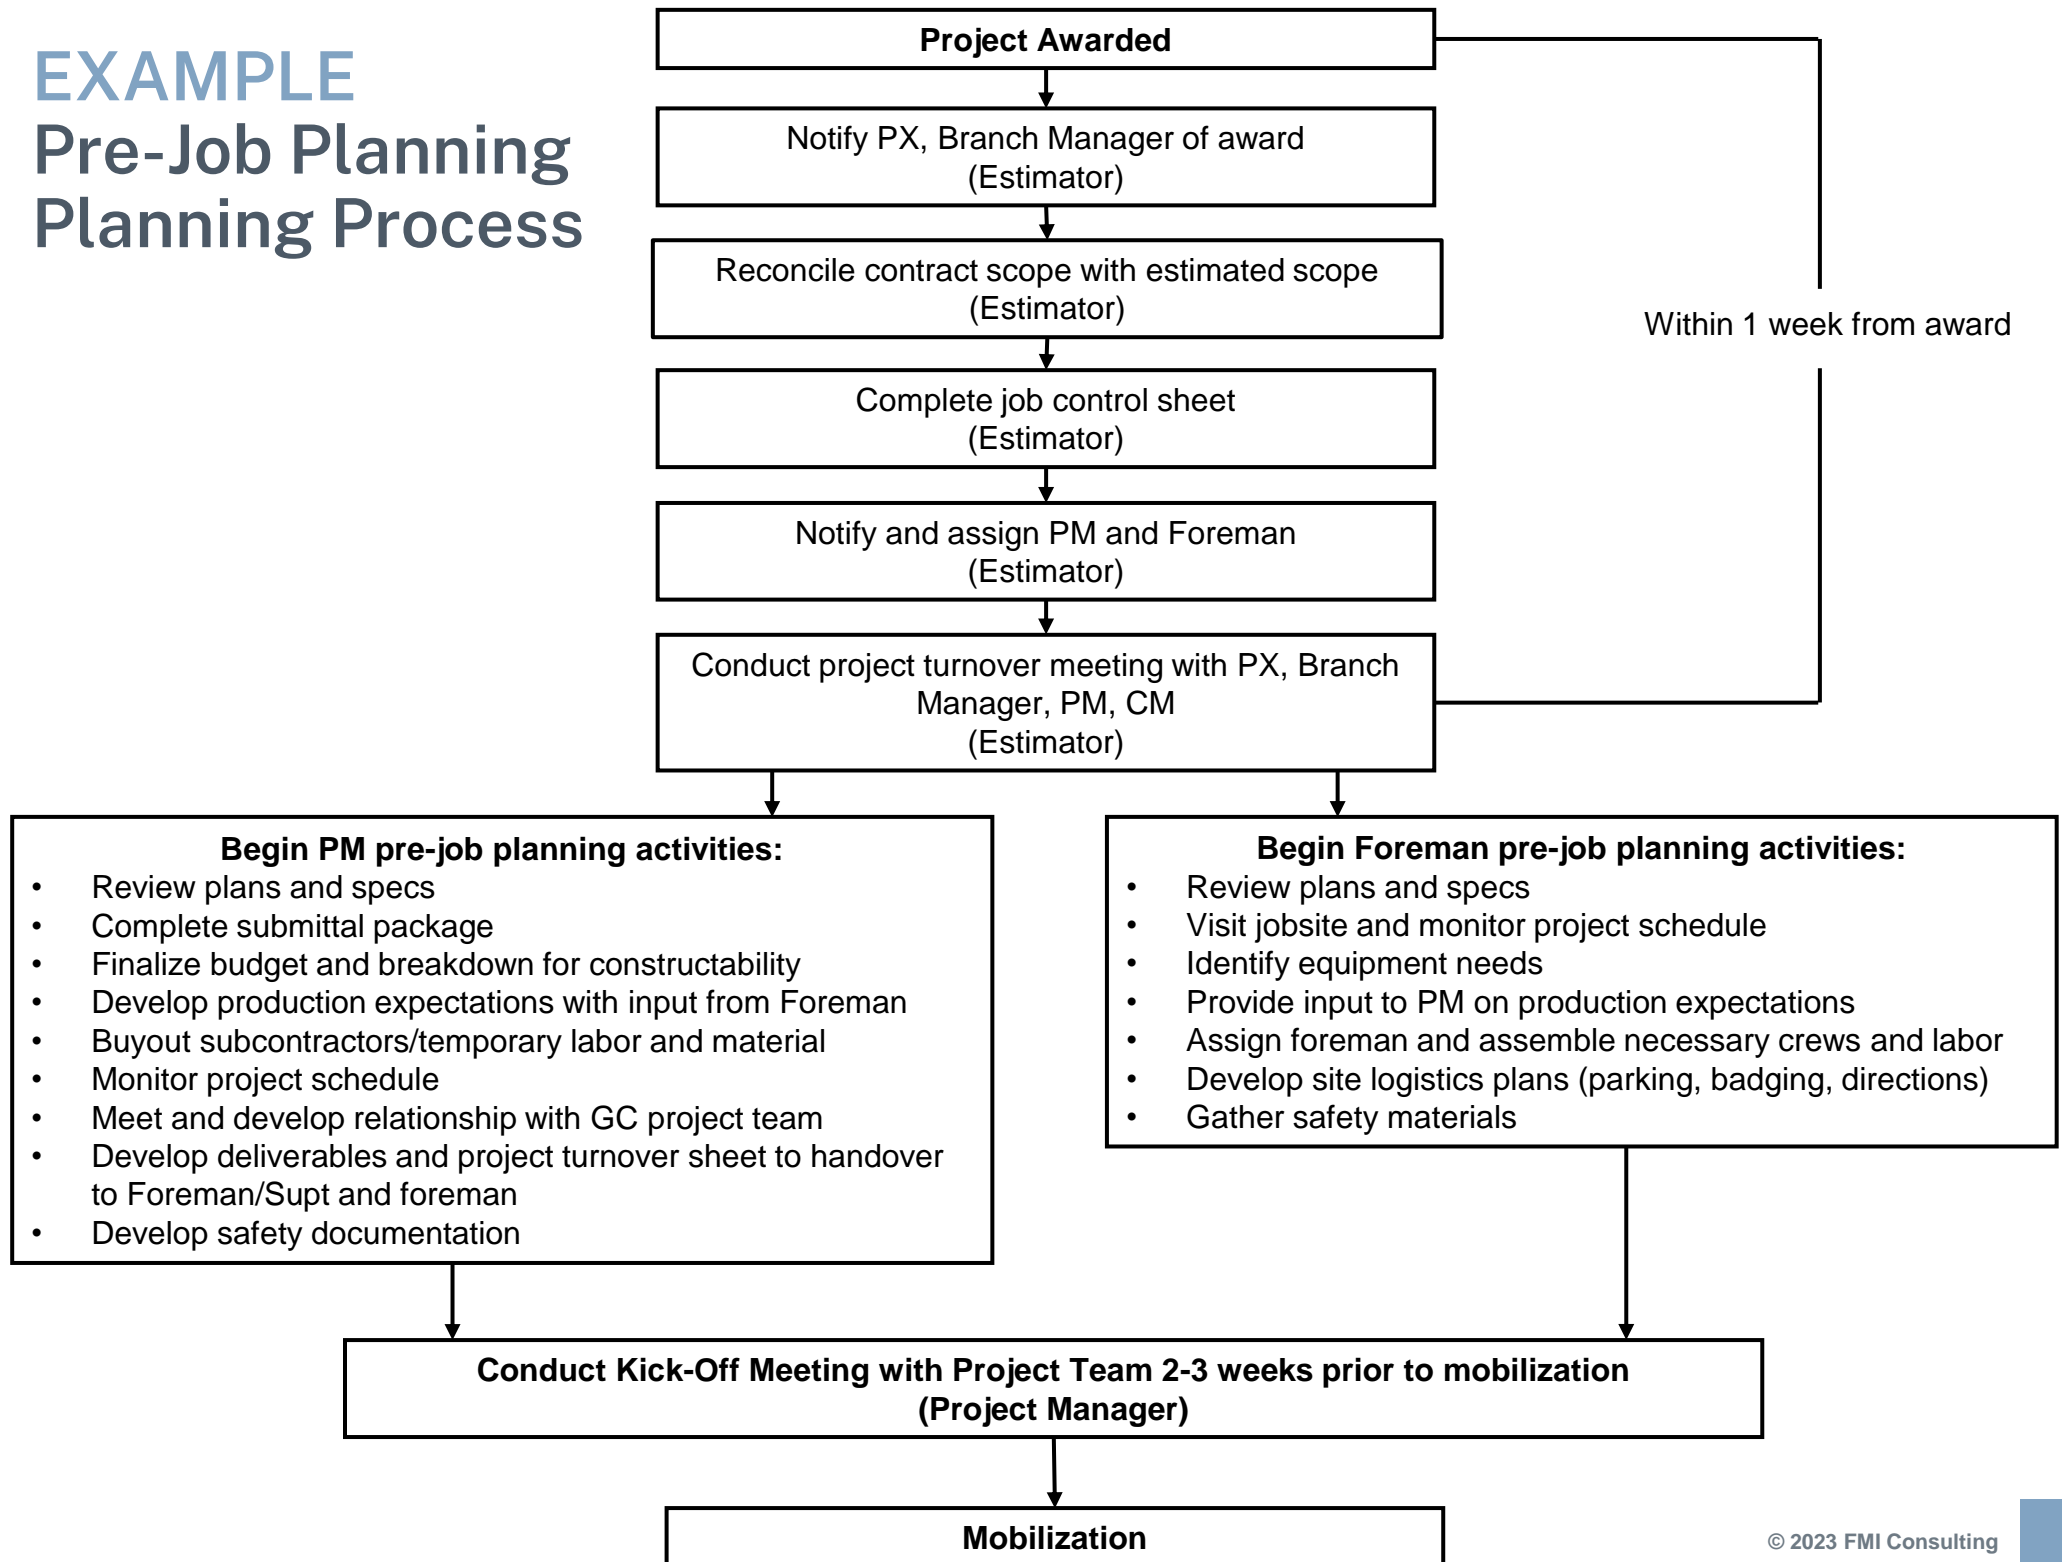 EXAMPLE
Pre-Job Planning
Planning Process
Project Awarded
Notify PX, Branch Manager of award
(Estimator)
Reconcile contract scope with estimated scope
(Estimator)
Within 1 week from award
Complete job control sheet
(Estimator)
Notify and assign PM and Foreman
(Estimator)
Conduct project turnover meeting with PX, Branch
Manager, PM, CM
(Estimator)
Begin PM pre-job planning activities:
• Review plans and specs
• Complete submittal package
• Finalize budget and breakdown for constructability
• Develop production expectations with input from Foreman
• Buyout subcontractors/temporary labor and material
• Monitor project schedule
• Meet and develop relationship with GC project team
• Develop deliverables and project turnover sheet to handover
to Foreman/Supt and foreman
• Develop safety documentation
Begin Foreman pre-job planning activities:
• Review plans and specs
• Visit jobsite and monitor project schedule
• Identify equipment needs
• Provide input to PM on production expectations
• Assign foreman and assemble necessary crews and labor
• Develop site logistics plans (parking, badging, directions)
• Gather safety materials
Conduct Kick-Off Meeting with Project Team 2-3 weeks prior to mobilization
(Project Manager)
Mobilization
© 2023 FMI Consulting